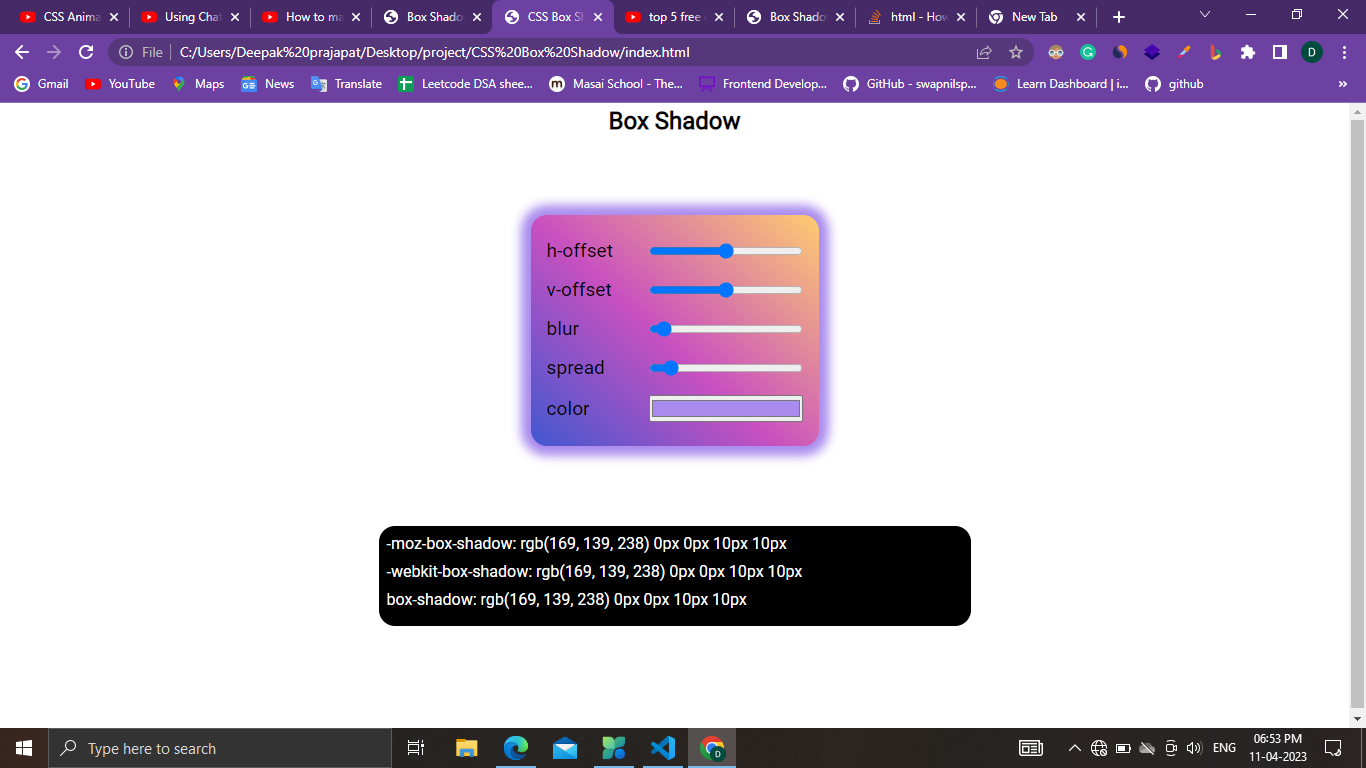 CSS Anima
Using Chat
How to ma
Box Shado
CSS Box Sh
top 5 free
Box Shado
html - How
New Tab
File
C:/Users/Deepak%20prajapat/Desktop/project/CSS%20Box%20Shadow/index.html
D
Gmail
YouTube
Maps
News
Translate
Leetcode DSA shee...
Masai School - The...
Frontend Develop...
GitHub - swapnilsp...
Learn Dashboard | i...
github
»
Box Shadow
h-offset
v-offset
blur
spread
color
-moz-box-shadow: rgb(169, 139, 238) 0px 0px 10px 10px
-webkit-box-shadow: rgb(169, 139, 238) 0px 0px 10px 10px
box-shadow: rgb(169, 139, 238) 0px 0px 10px 10px
Type here to search
D
ENG
06:53 PM
11-04-2023